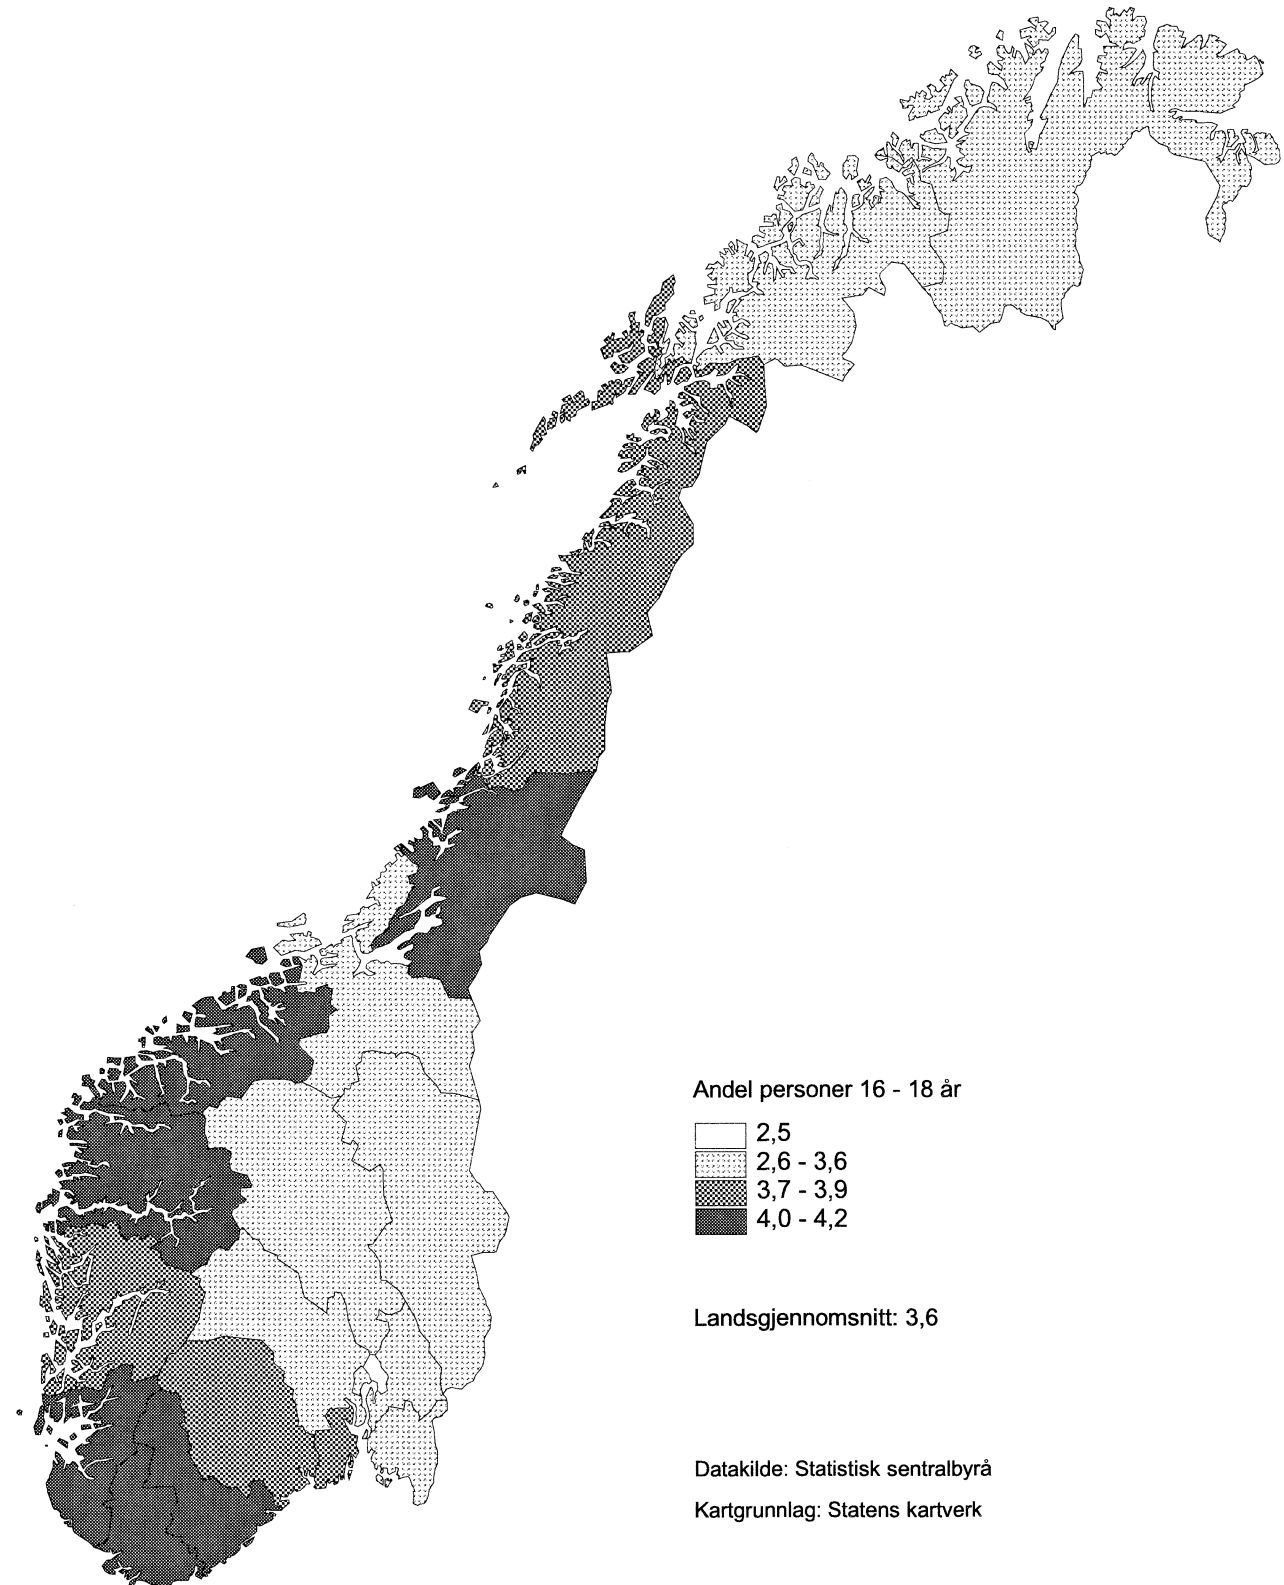 Andel personer 16 - 18 år
2,5
2,6 - 3,6
3,7 - 3,9
4,0 - 4,2
Landsgjennomsnitt: 3,6
Datakilde: Statistisk sentralbyrå
Kartgrunnlag: Statens kartverk